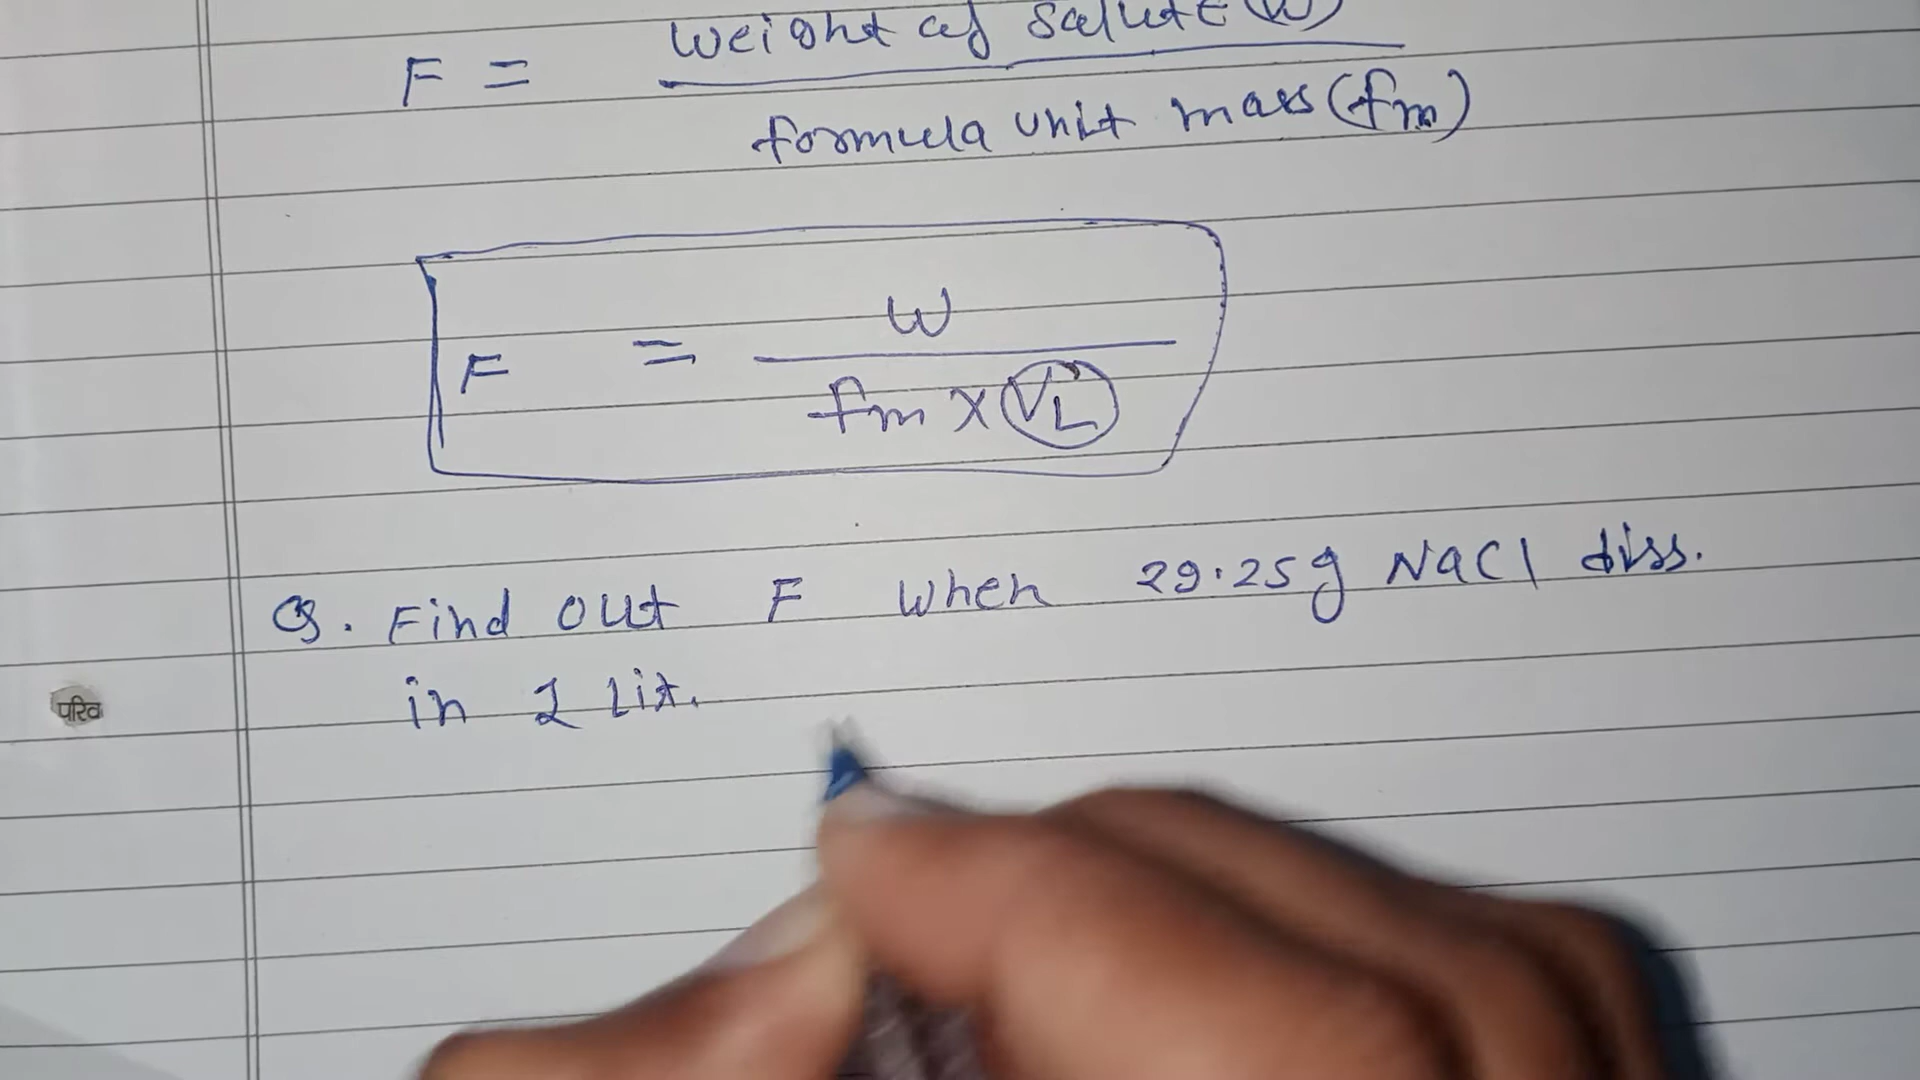 weight of solute (W)
F =
formula unit mass (fm)
W
F =
fm x VL
Q. Find out F when 29.25g NaCl diss.
in 1 lit.
परिव